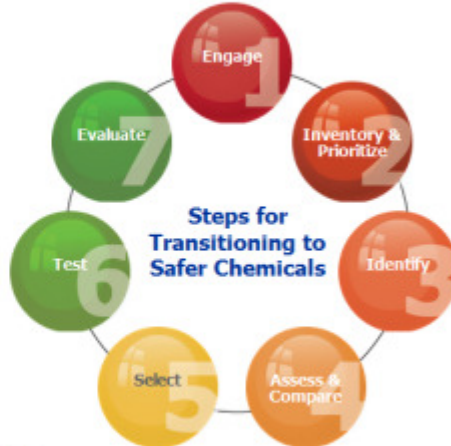 Engage
1
Inventory &
Prioritize
2
Identify
3
Assess &
Compare
4
Select
5
Test
6
Evaluate
7
Steps for
Transitioning to
Safer Chemicals